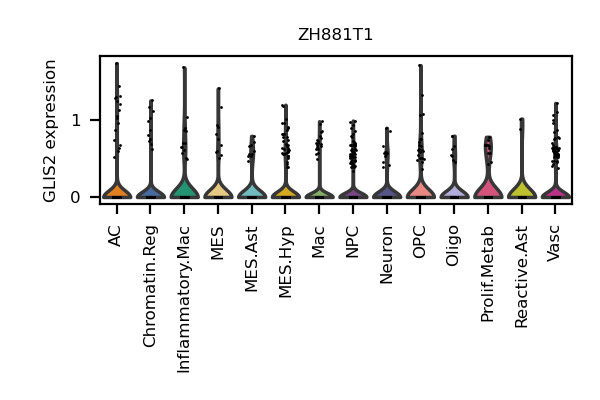 ZH881T1
GLIS2 expression
1
0
AC
Chromatin.Reg
Inflammatory.Mac
MES
MES.Ast
MES.Hyp
Mac
NPC
Neuron
OPC
Oligo
Prolif.Metab
Reactive.Ast
Vasc